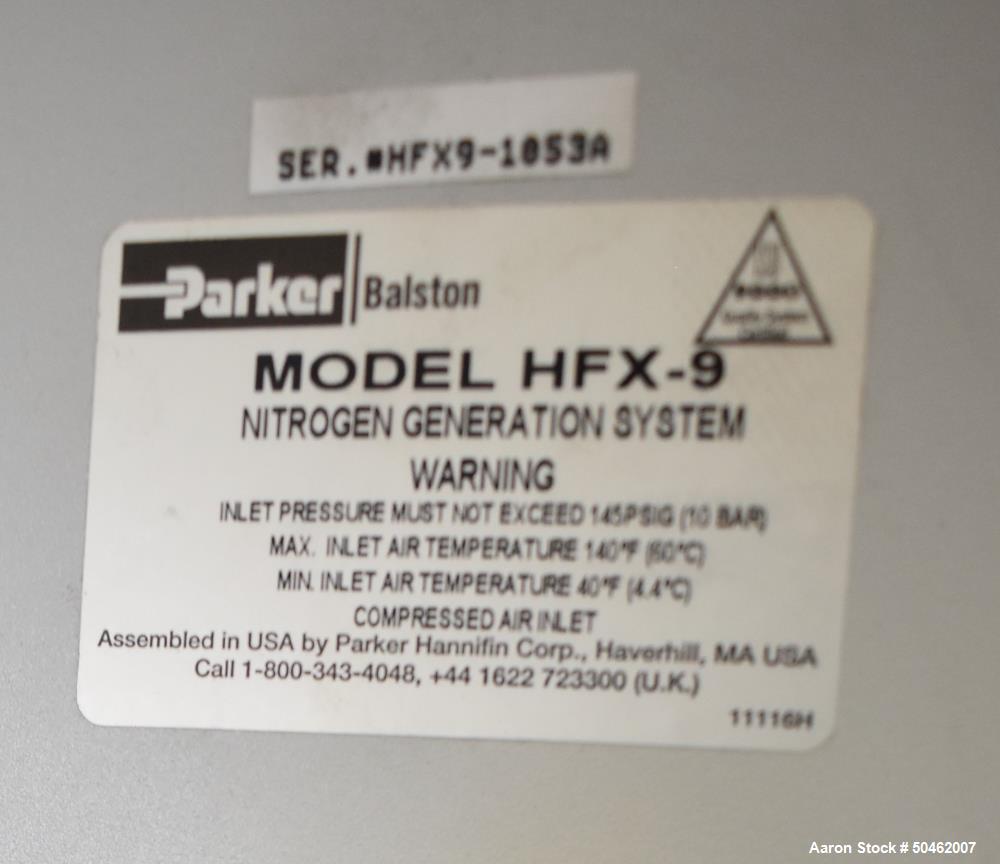 SER.#HFX9-1053A
Parker Balston
MODEL HFX-9
NITROGEN GENERATION SYSTEM
WARNING
INLET PRESSURE MUST NOT EXCEED 145PSIG (10 BAR)
MAX. INLET AIR TEMPERATURE 140°F (60°C)
MIN. INLET AIR TEMPERATURE 40°F (4.4°C)
COMPRESSED AIR INLET
Assembled in USA by Parker Hannifin Corp., Haverhill, MA USA
Call 1-800-343-4048, +44 1622 723300 (U.K.)
11116H
Aaron Stock # 50462007